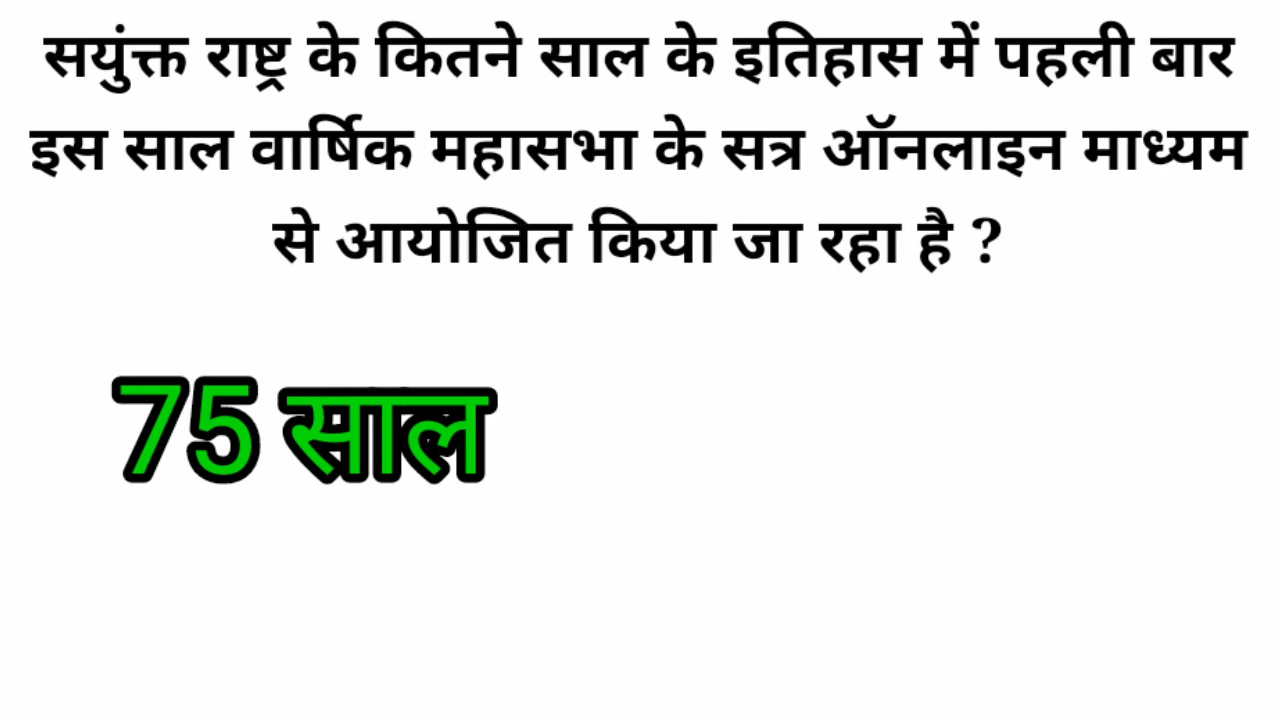 सयुंक्त राष्ट्र के कितने साल के इतिहास में पहली बार
इस साल वार्षिक महासभा के सत्र ऑनलाइन माध्यम
से आयोजित किया जा रहा है ?
75 साल